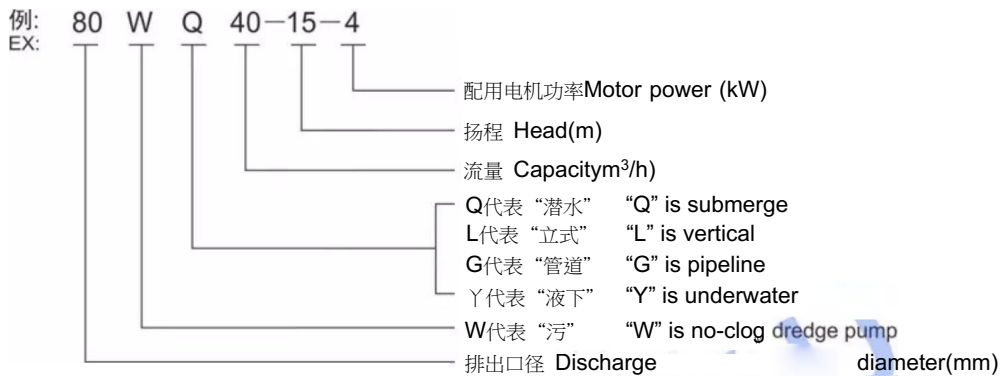 例: 80 W Q 40-15-4
EX:
配用电机功率Motor power (kW)
扬程 Head(m)
流量 Capacitym³/h)
Q代表“潜水” “Q” is submerge
L代表“立式” “L” is vertical
G代表“管道” “G” is pipeline
丫代表“液下” “Y” is underwater
W代表“污” “W” is no-clog dredge pump
排出口径 Discharge diameter(mm)